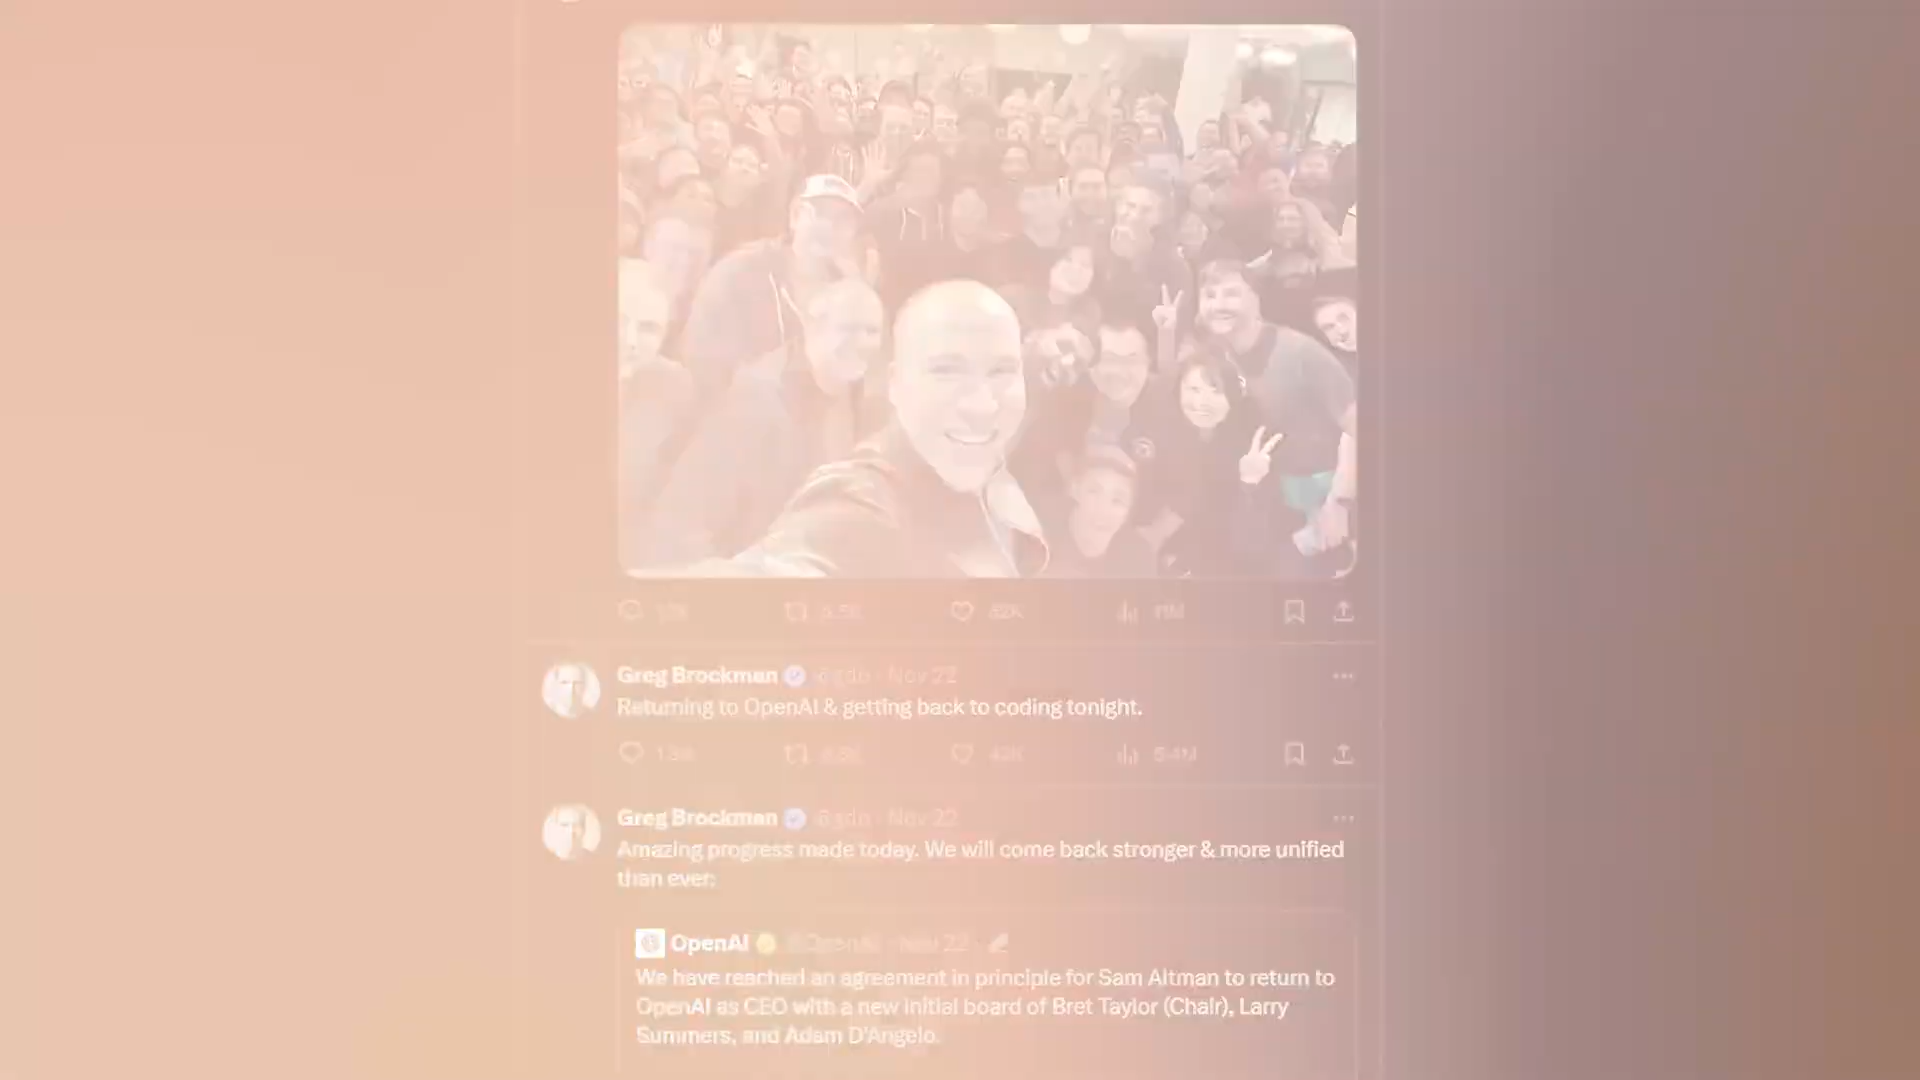 Greg Brockman · Nov 22
Returning to OpenAI & getting back to coding tonight.
5.4M
Greg Brockman · Nov 22
Amazing progress made today. We will come back stronger & more unified
than ever:
OpenAI · Nov 22
We have reached an agreement in principle for Sam Altman to return to
OpenAI as CEO with a new initial board of Bret Taylor (Chair), Larry
Summers, and Adam D'Angelo.